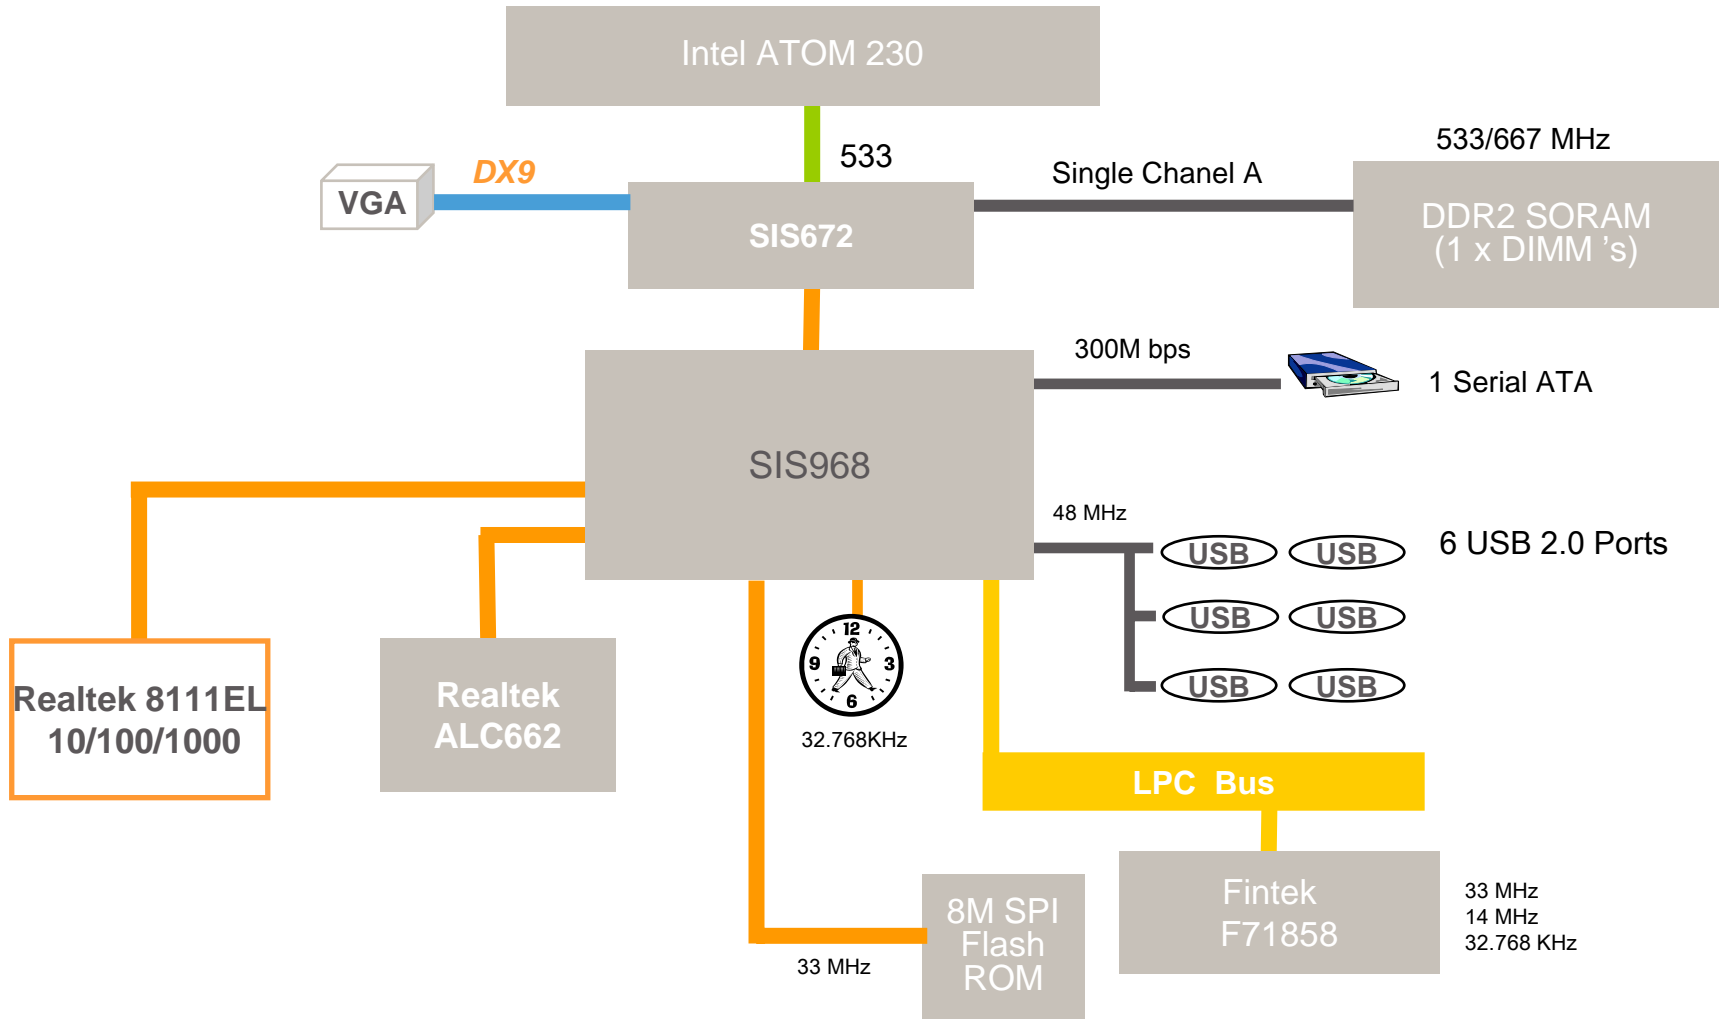 Intel ATOM 230
533/667 MHz
DX9
533
Single Chanel A
VGA
SIS672
DDR2 SORAM
(1 x DIMM 's)
300M bps
1 Serial ATA
SIS968
48 MHz
6 USB 2.0 Ports
USB USB
USB USB
USB USB
12
9 3
6
32.768KHz
Realtek 8111EL
10/100/1000
Realtek
ALC662
LPC Bus
8M SPI
Flash
ROM
33 MHz
Fintek
F71858
33 MHz
14 MHz
32.768 KHz